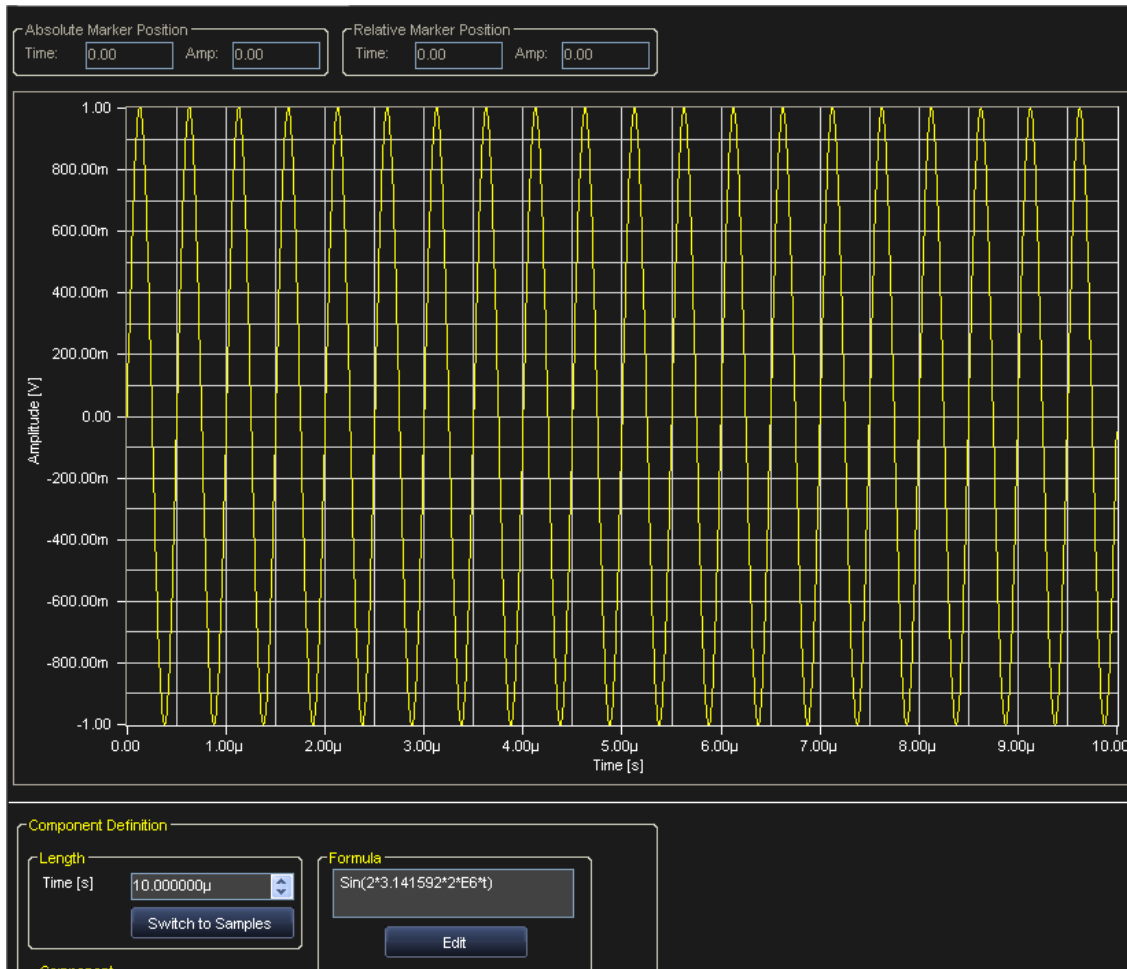 Absolute Marker Position
Time: 0.00 Amp: 0.00
Relative Marker Position
Time: 0.00 Amp: 0.00
1.00
800.00m
600.00m
400.00m
200.00m
0.00
-200.00m
-400.00m
-600.00m
-800.00m
-1.00
Amplitude [V]
0.00 1.00µ 2.00µ 3.00µ 4.00µ 5.00µ 6.00µ 7.00µ 8.00µ 9.00µ 10.00
Time [s]
Component Definition
Length
Time [s] 10.000000µ
Switch to Samples
Formula
Sin(2*3.141592*2*E6*t)
Edit
Component